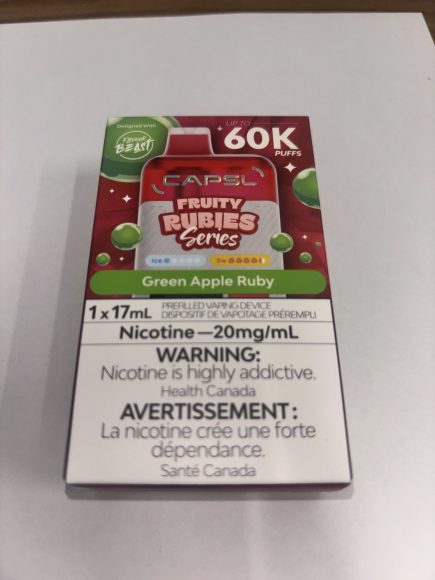 Designed With
FLAVOUR
BEAST
UP TO
60K
PUFFS
CAPSL
FRUITY
RUBIES
Series
Ice
Sw
Green Apple Ruby
1 x 17mL
PREFILLED VAPING DEVICE
DISPOSITIF DE VAPOTAGE PRÉREMPLI
Nicotine—20mg/mL
WARNING:
Nicotine is highly addictive.
Health Canada
AVERTISSEMENT :
La nicotine crée une forte
dépendance.
Santé Canada